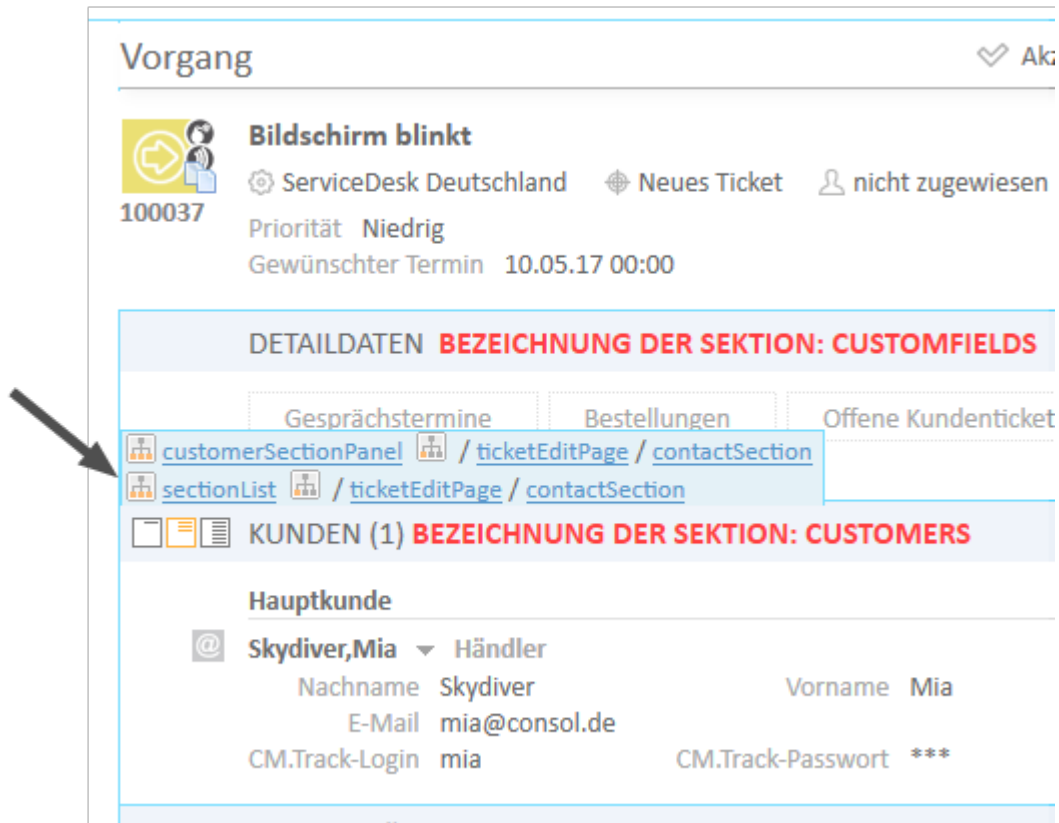 Vorgang
Bildschirm blinkt
ServiceDesk Deutschland Neues Ticket nicht zugewiesen
100037
Priorität Niedrig
Gewünschter Termin 10.05.17 00:00
DETAILDATEN BEZEICHNUNG DER SEKTION: CUSTOMFIELDS
Gesprächstermine Bestellungen Offene Kundenticket
customerSectionPanel / ticketEditPage / contactSection
sectionList / ticketEditPage / contactSection
KUNDEN (1) BEZEICHNUNG DER SEKTION: CUSTOMERS
Hauptkunde
@ Skydiver,Mia Händler
Nachname Skydiver Vorname Mia
E-Mail mia@consol.de
CM.Track-Login mia CM.Track-Passwort ***